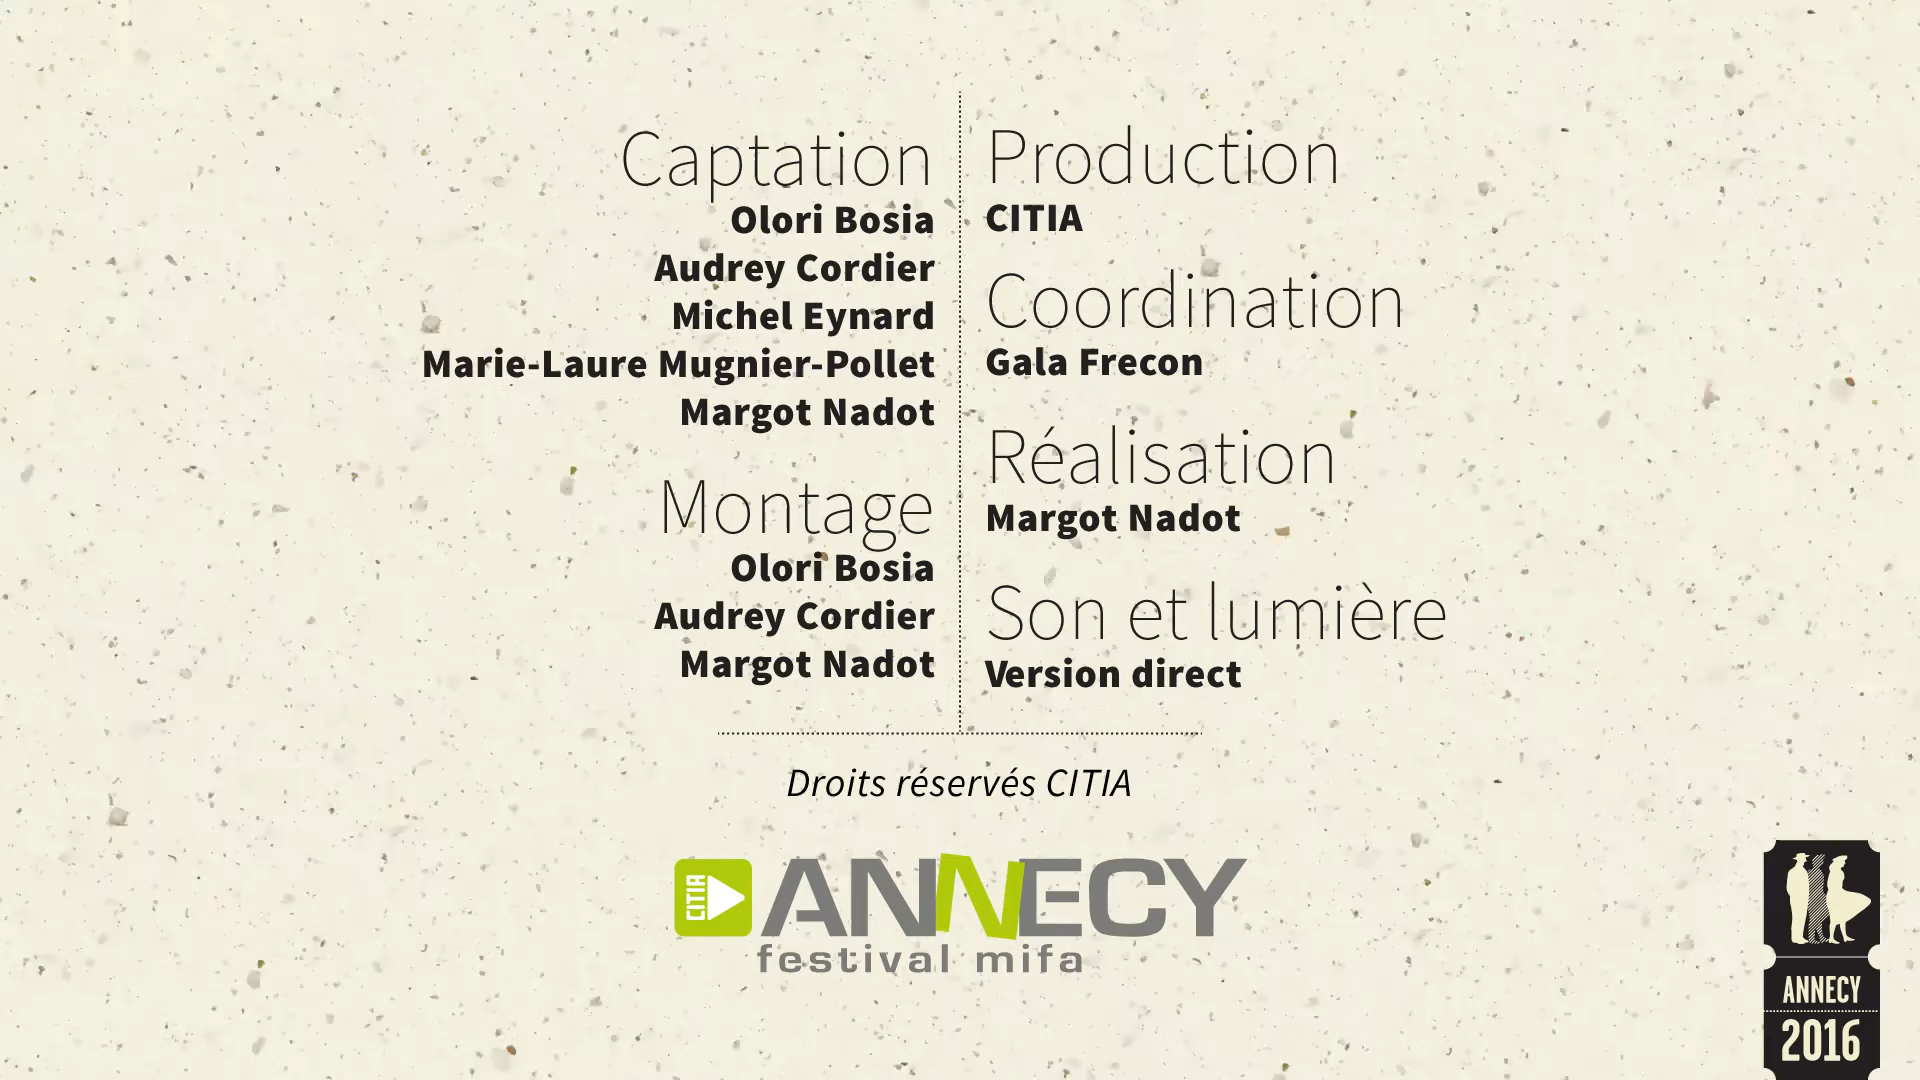 Captation
Olori Bosia
Audrey Cordier
Michel Eynard
Marie-Laure Mugnier-Pollet
Margot Nadot
Montage
Olori Bosia
Audrey Cordier
Margot Nadot
Production
CITIA
Coordination
Gala Frecon
Réalisation
Margot Nadot
Son et lumière
Version direct
Droits réservés CITIA
CITIA
ANNECY
festival mifa
ANNECY
2016